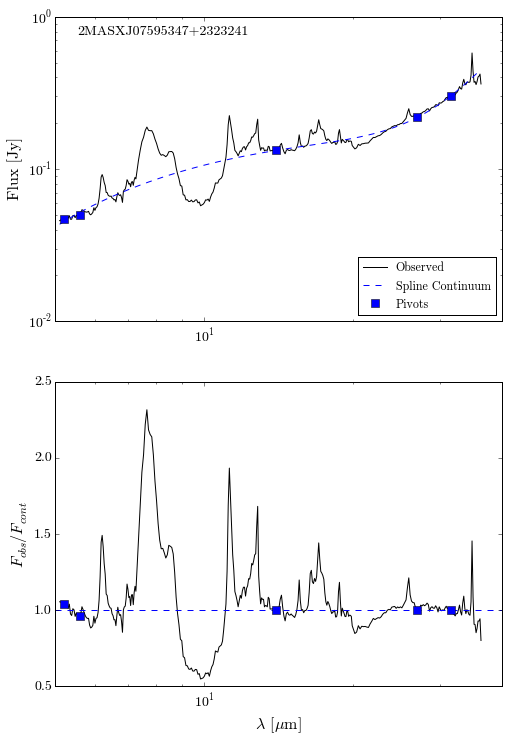 2MASXJ07595347+2323241
10^0
10^-1
10^-2
Flux [Jy]
Observed
Spline Continuum
Pivots
10^1
2.5
2.0
1.5
1.0
0.5
F_obs/F_cont
10^1
λ [μm]